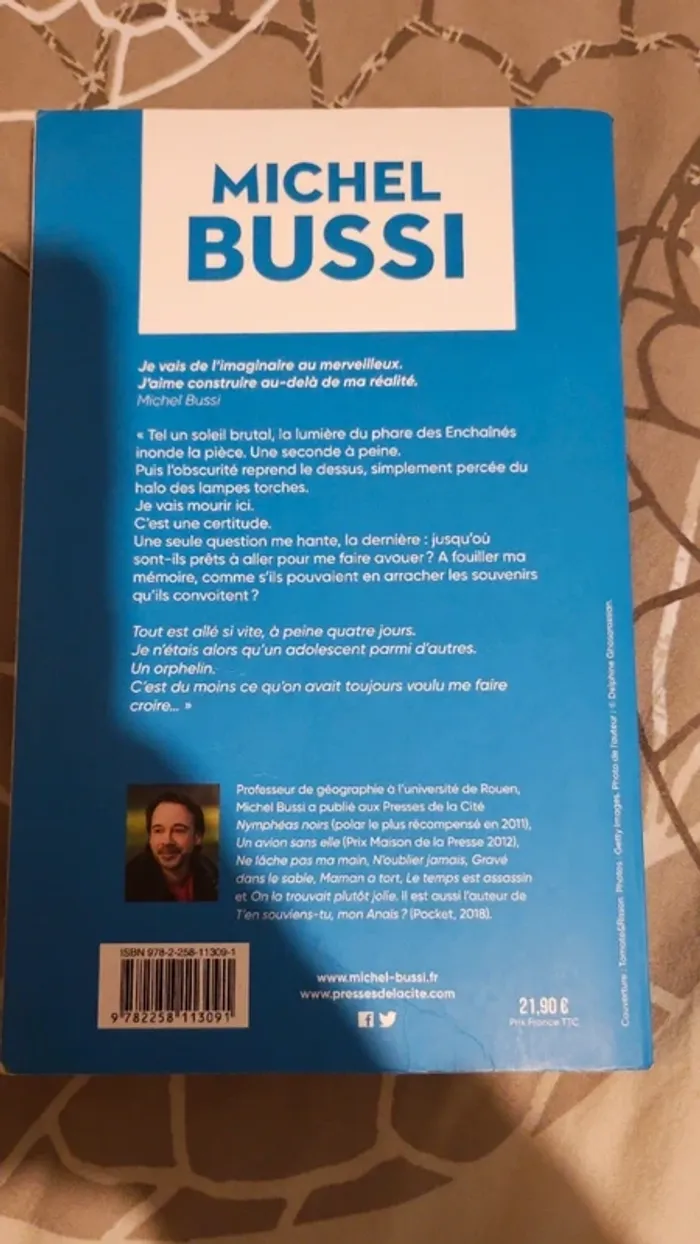 MICHEL
BUSSI
Je vais de l'imaginaire au merveilleux.
J'aime construire au-delà de ma réalité.
Michel Bussi
« Tel un soleil brutal, la lumière du phare des Enchaînés
inonde la pièce. Une seconde à peine.
Puis l'obscurité reprend le dessus, simplement percée du
halo des lampes torches.
Je vais mourir ici.
C'est une certitude.
Une seule question me hante, la dernière : jusqu'où
sont-ils prêts à aller pour me faire avouer ? A fouiller ma
mémoire, comme s'ils pouvaient en arracher les souvenirs
qu'ils convoitent ?
Tout est allé si vite, à peine quatre jours.
Je n'étais alors qu'un adolescent parmi d'autres.
Un orphelin.
C'est du moins ce qu'on avait toujours voulu me faire
croire... »
Professeur de géographie à l'université de Rouen,
Michel Bussi a publié aux Presses de la Cité
Nymphéas noirs (polar le plus récompensé en 2011),
Un avion sans elle (Prix Maison de la Presse 2012),
Ne lâche pas ma main, N'oublier jamais, Gravé
dans le sable, Maman a tort, Le temps est assassin
et On la trouvait plutôt jolie. Il est aussi l'auteur de
T'en souviens-tu, mon Anaïs ? (Pocket, 2018).
ISBN 978-2-258-11309-1
9 782258 113091
www.michel-bussi.fr
www.pressesdelacite.com
21,90 €
Prix France TTC
Couverture : Tomate&Risson Photos : Getty Images. Photo de l'auteur : © Delphine